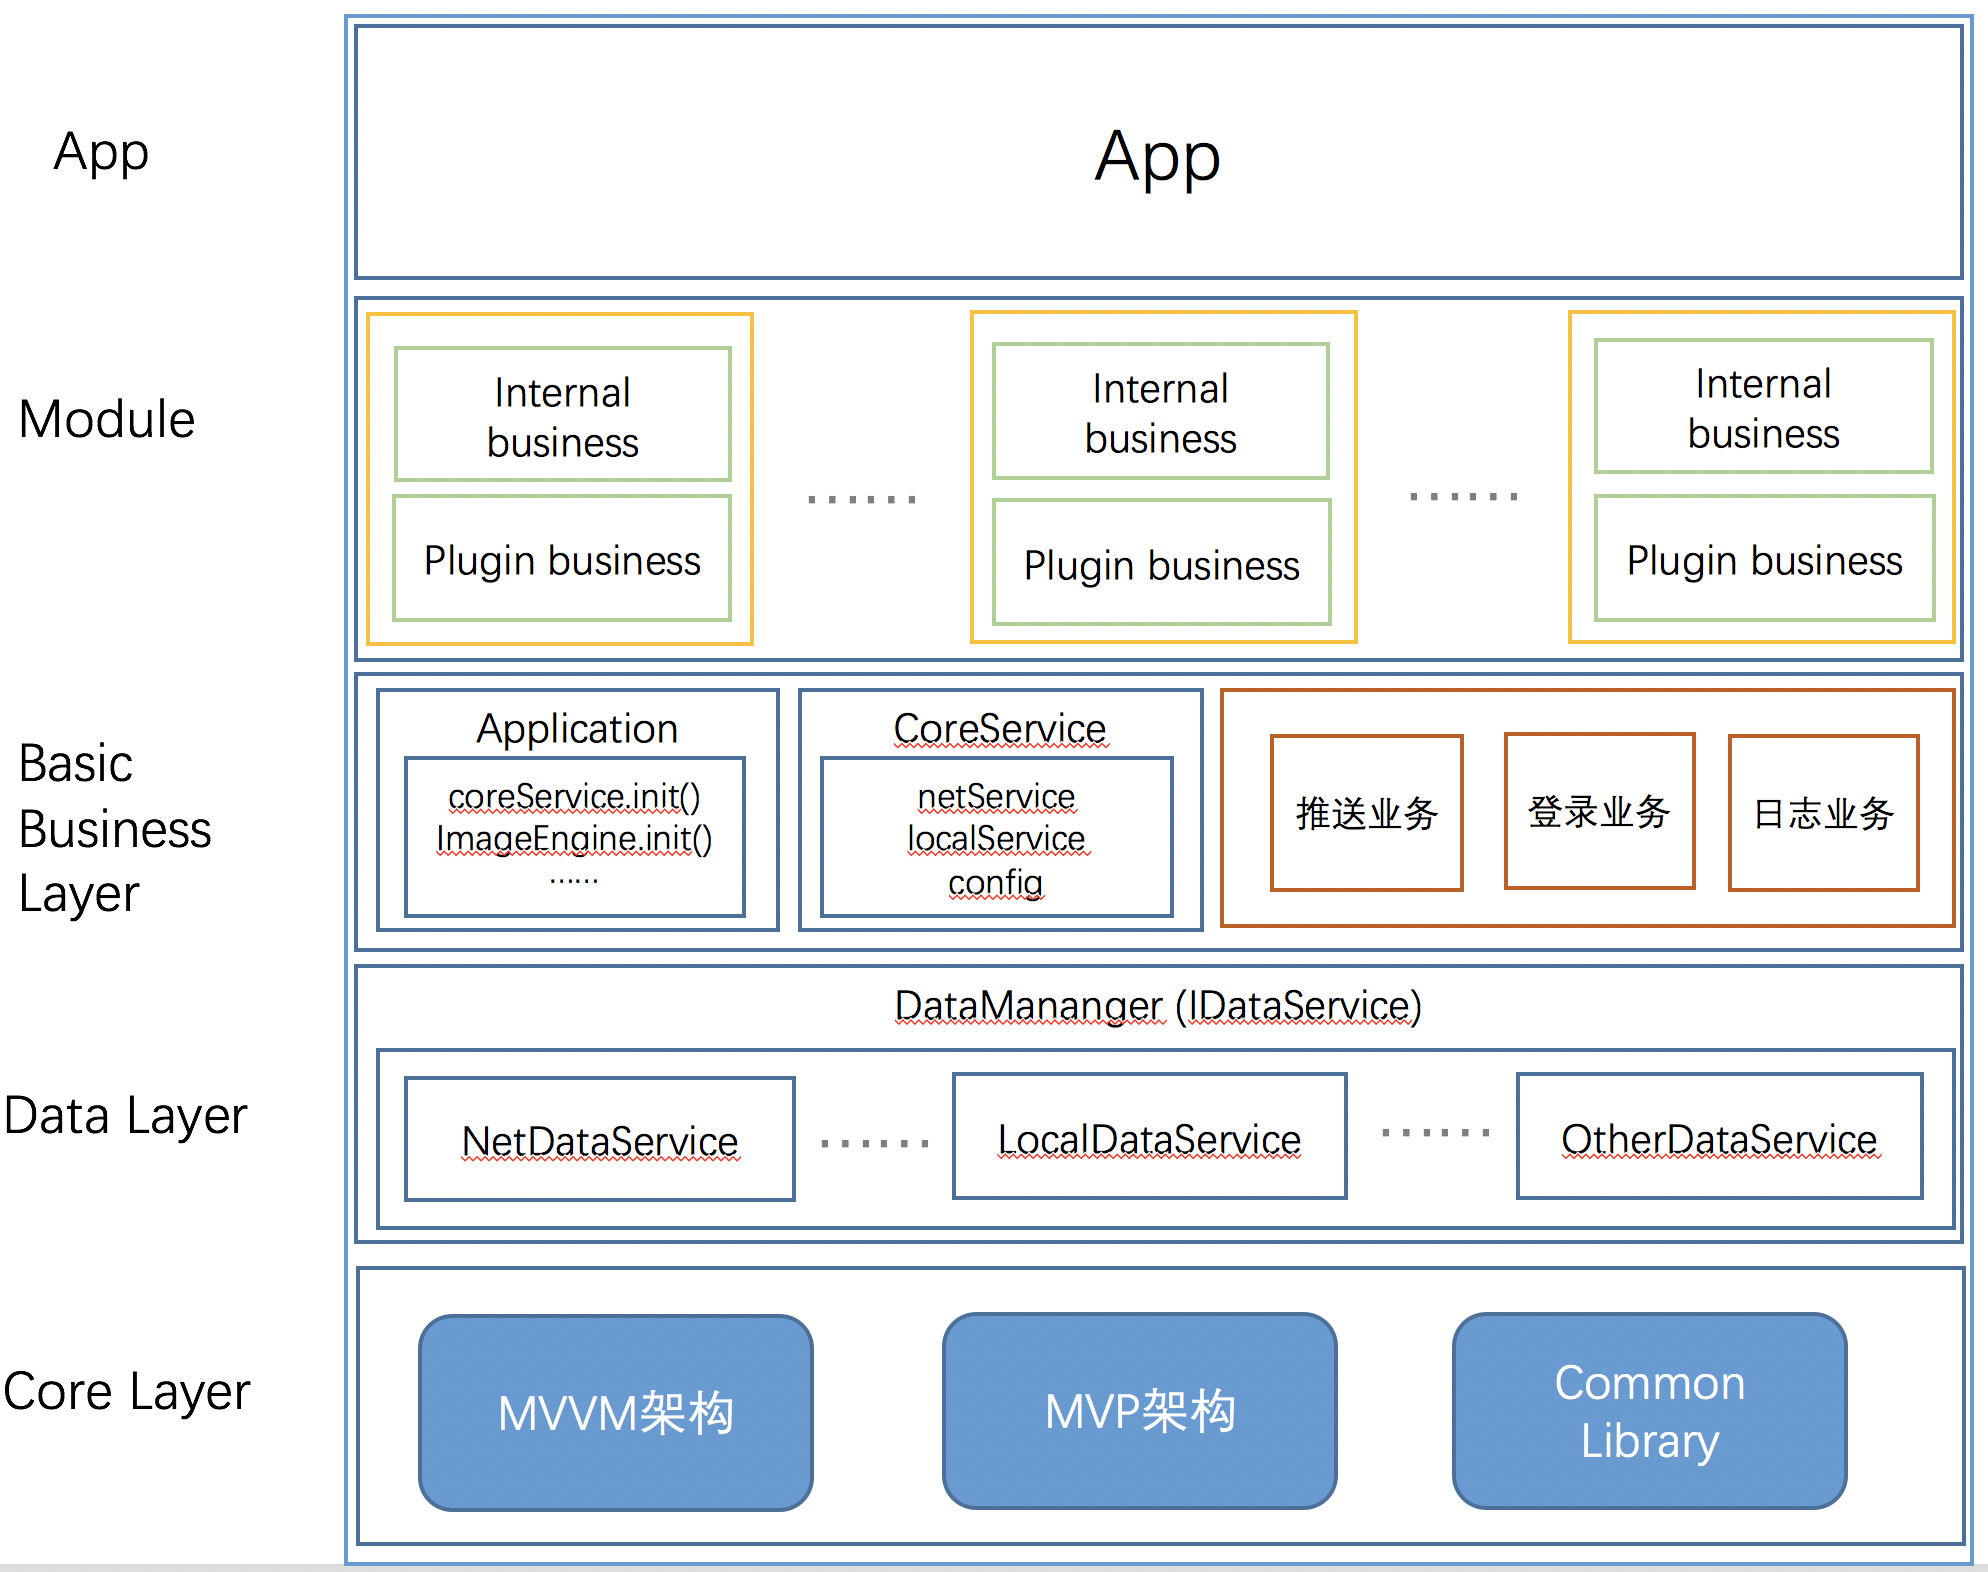 App
App
Module
Internal
business
Plugin business
......
Internal
business
Plugin business
......
Internal
business
Plugin business
Basic
Business
Layer
Application
coreService.init()
ImageEngine.init()
......
CoreService
netService
localService
config
推送业务
登录业务
日志业务
Data Layer
DataMananger (IDataService)
NetDataService
......
LocalDataService
......
OtherDataService
Core Layer
MVVM架构
MVP架构
Common
Library